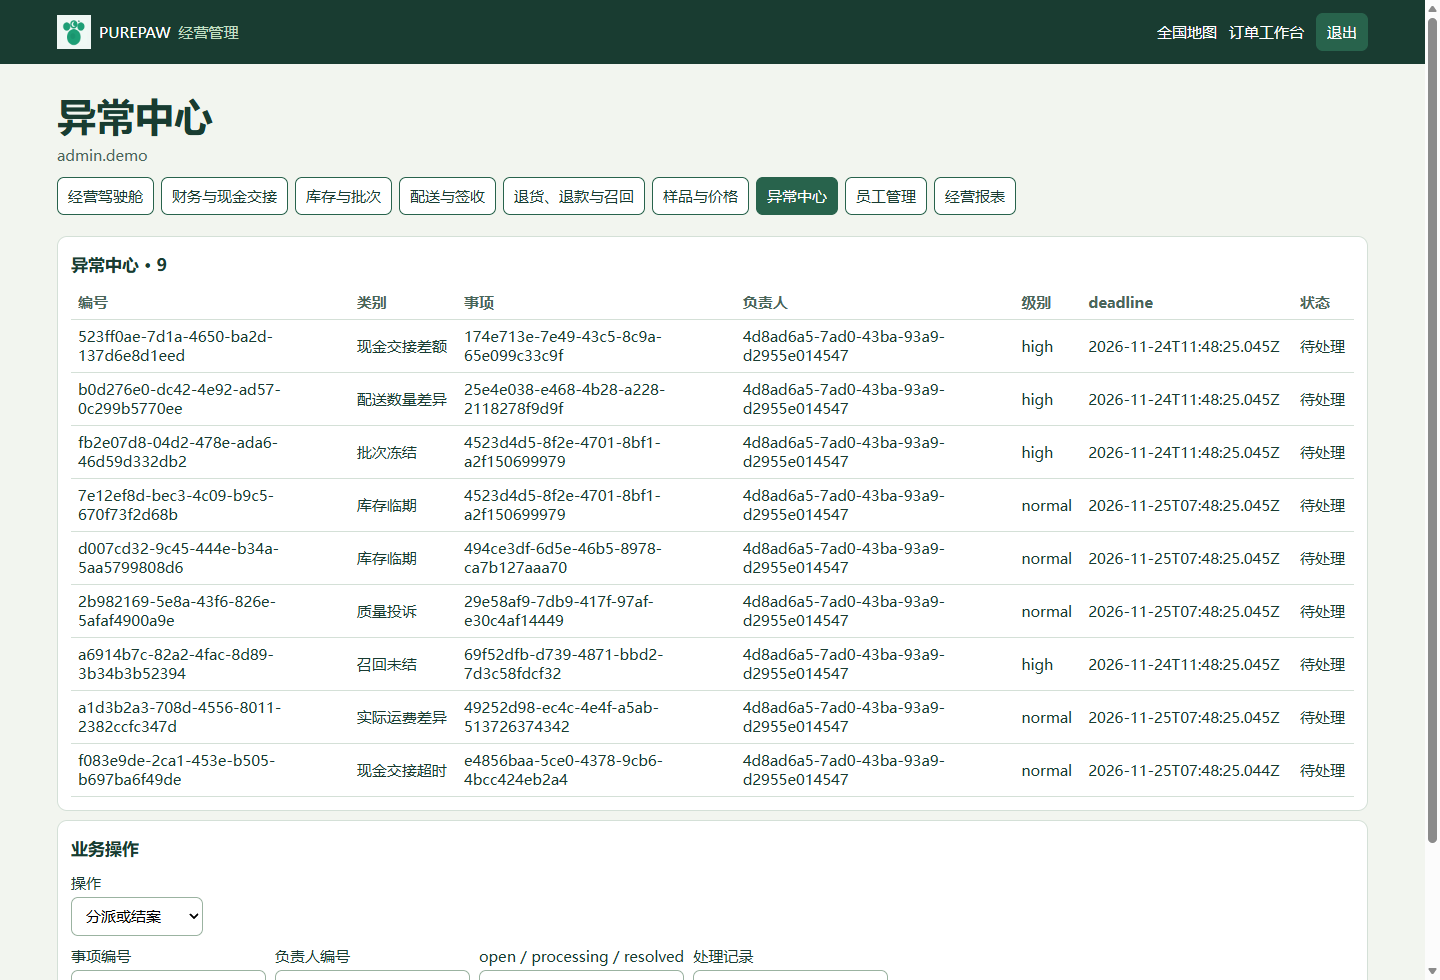 PUREPAW 经营管理
全国地图 订单工作台 退出
异常中心
admin.demo
经营驾驶舱 财务与现金交接 库存与批次 配送与签收 退货、退款与召回 样品与价格 异常中心 员工管理 经营报表
异常中心 • 9
编号 类别 事项 负责人 级别 deadline 状态
523ff0ae-7d1a-4650-ba2d-137d6e8d1eed 现金交接差额 174e713e-7e49-43c5-8c9a-65e099c33c9f 4d8ad6a5-7ad0-43ba-93a9-d2955e014547 high 2026-11-24T11:48:25.045Z 待处理
b0d276e0-dc42-4e92-ad57-0c299b5770ee 配送数量差异 25e4e038-e468-4b28-a228-2118278f9d9f 4d8ad6a5-7ad0-43ba-93a9-d2955e014547 high 2026-11-24T11:48:25.045Z 待处理
fb2e07d8-04d2-478e-ada6-46d59d332db2 批次冻结 4523d4d5-8f2e-4701-8bf1-a2f150699979 4d8ad6a5-7ad0-43ba-93a9-d2955e014547 high 2026-11-24T11:48:25.045Z 待处理
7e12ef8d-bec3-4c09-b9c5-670f73f2d68b 库存临期 4523d4d5-8f2e-4701-8bf1-a2f150699979 4d8ad6a5-7ad0-43ba-93a9-d2955e014547 normal 2026-11-25T07:48:25.045Z 待处理
d007cd32-9c45-444e-b34a-5aa5799808d6 库存临期 494ce3df-6d5e-46b5-8978-ca7b127aaa70 4d8ad6a5-7ad0-43ba-93a9-d2955e014547 normal 2026-11-25T07:48:25.045Z 待处理
2b982169-5e8a-43f6-826e-5afaf4900a9e 质量投诉 29e58af9-7db9-417f-97af-e30c4af14449 4d8ad6a5-7ad0-43ba-93a9-d2955e014547 normal 2026-11-25T07:48:25.045Z 待处理
a6914b7c-82a2-4fac-8d89-3b34b3b52394 召回未结 69f52dfb-d739-4871-bbd2-7d3c58fdcf32 4d8ad6a5-7ad0-43ba-93a9-d2955e014547 high 2026-11-24T11:48:25.045Z 待处理
a1d3b2a3-708d-4556-8011-2382ccfc347d 实际运费差异 49252d98-ec4c-4e4f-a5ab-513726374342 4d8ad6a5-7ad0-43ba-93a9-d2955e014547 normal 2026-11-25T07:48:25.045Z 待处理
f083e9de-2ca1-453e-b505-b697ba6f49de 现金交接超时 e4856baa-5ce0-4378-9cb6-4bcc424eb2a4 4d8ad6a5-7ad0-43ba-93a9-d2955e014547 normal 2026-11-25T07:48:25.044Z 待处理
业务操作
操作
分派或结案
事项编号 负责人编号 open / processing / resolved 处理记录